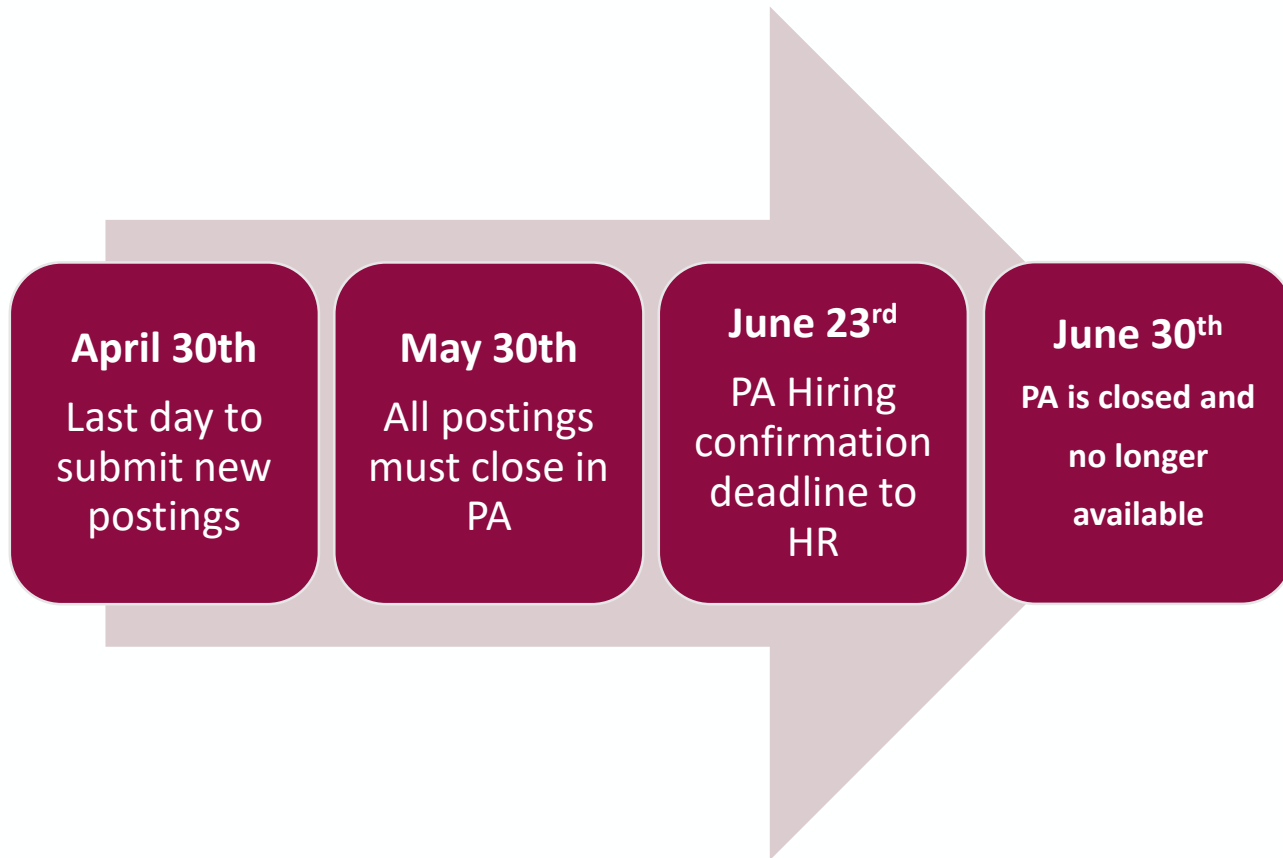 April 30th
Last day to
submit new
postings
May 30th
All postings
must close in
PA
June 23rd
PA Hiring
confirmation
deadline to
HR
June 30th
PA is closed and
no longer
available